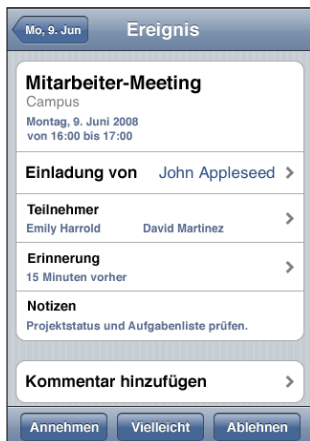 Mo, 9. Jun Ereignis
Mitarbeiter-Meeting
Campus
Montag, 9. Juni 2008
von 16:00 bis 17:00
Einladung von John Appleseed
Teilnehmer
Emily Harrold David Martinez
Erinnerung
15 Minuten vorher
Notizen
Projektstatus und Aufgabenliste prüfen.
Kommentar hinzufügen
Annehmen Vielleicht Ablehnen